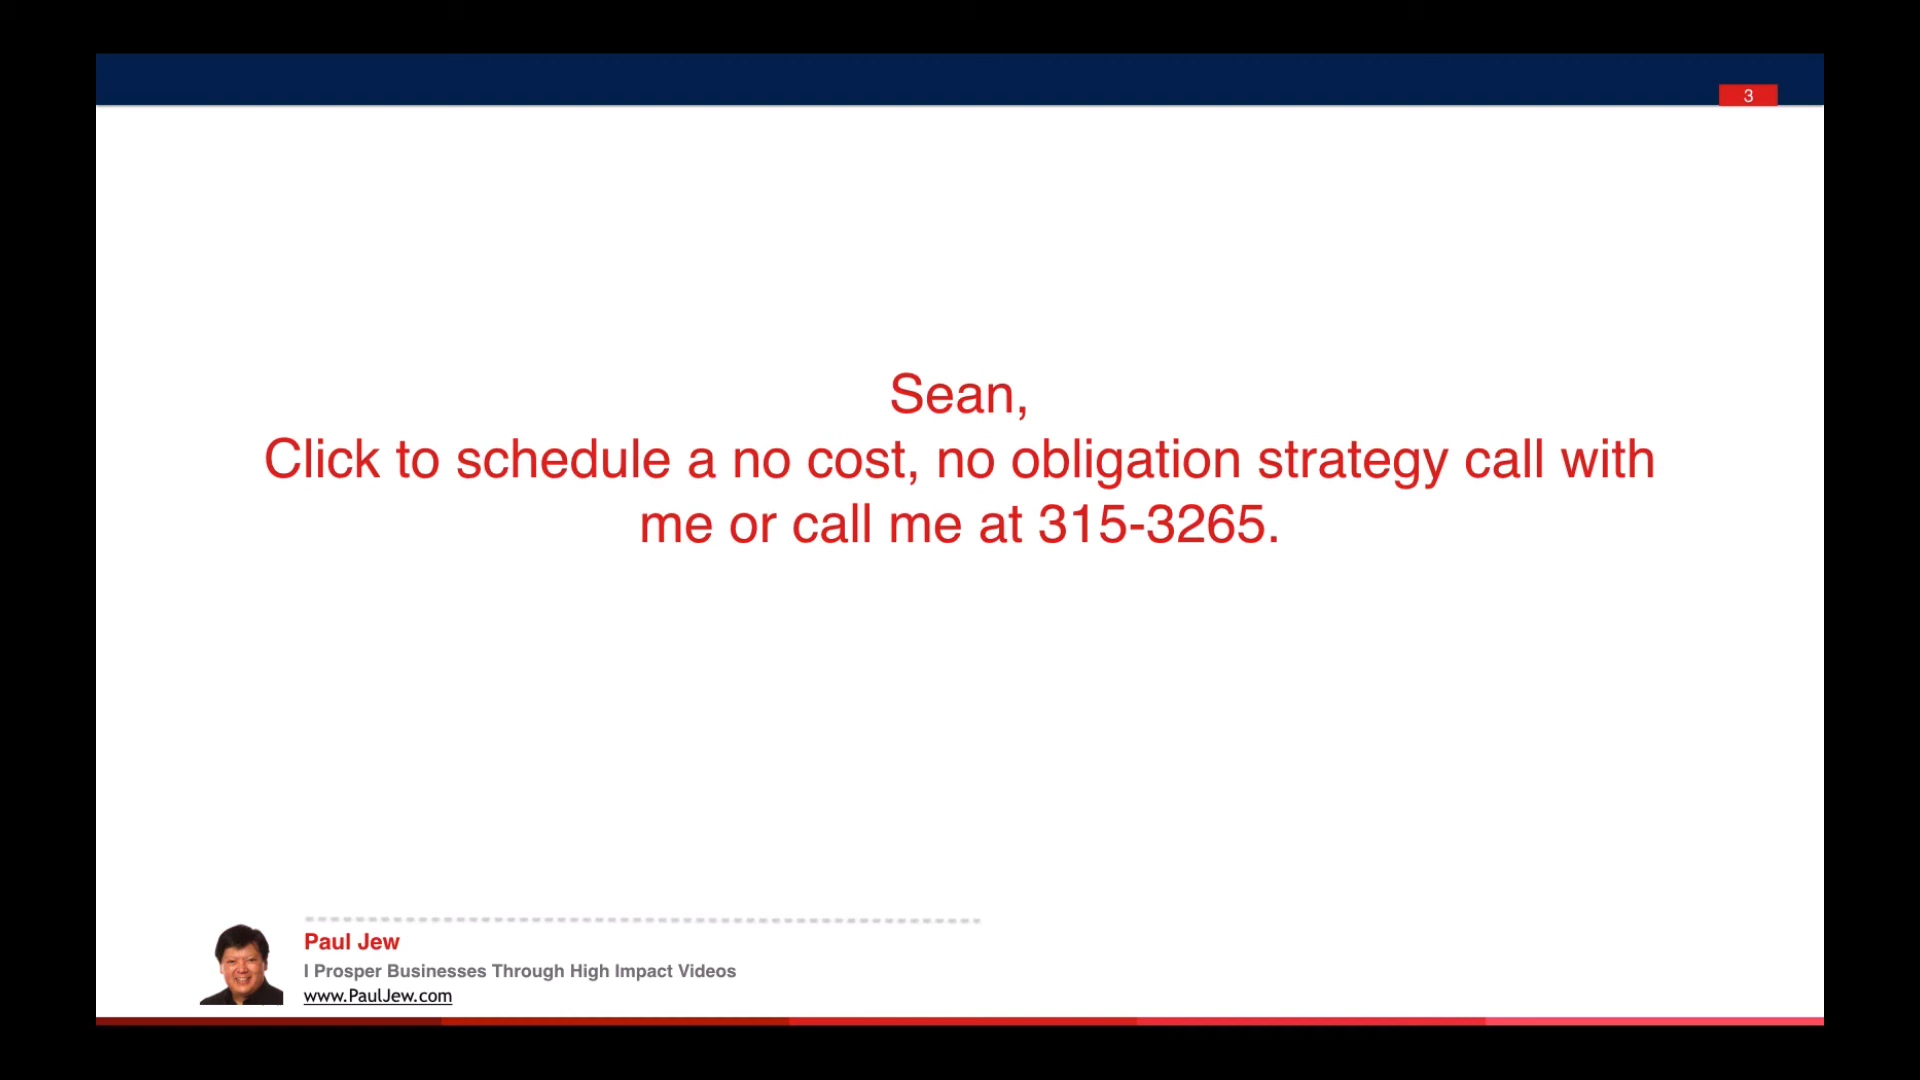 3
Sean,
Click to schedule a no cost, no obligation strategy call with
me or call me at 315-3265.
Paul Jew
I Prosper Businesses Through High Impact Videos
www.PaulJew.com